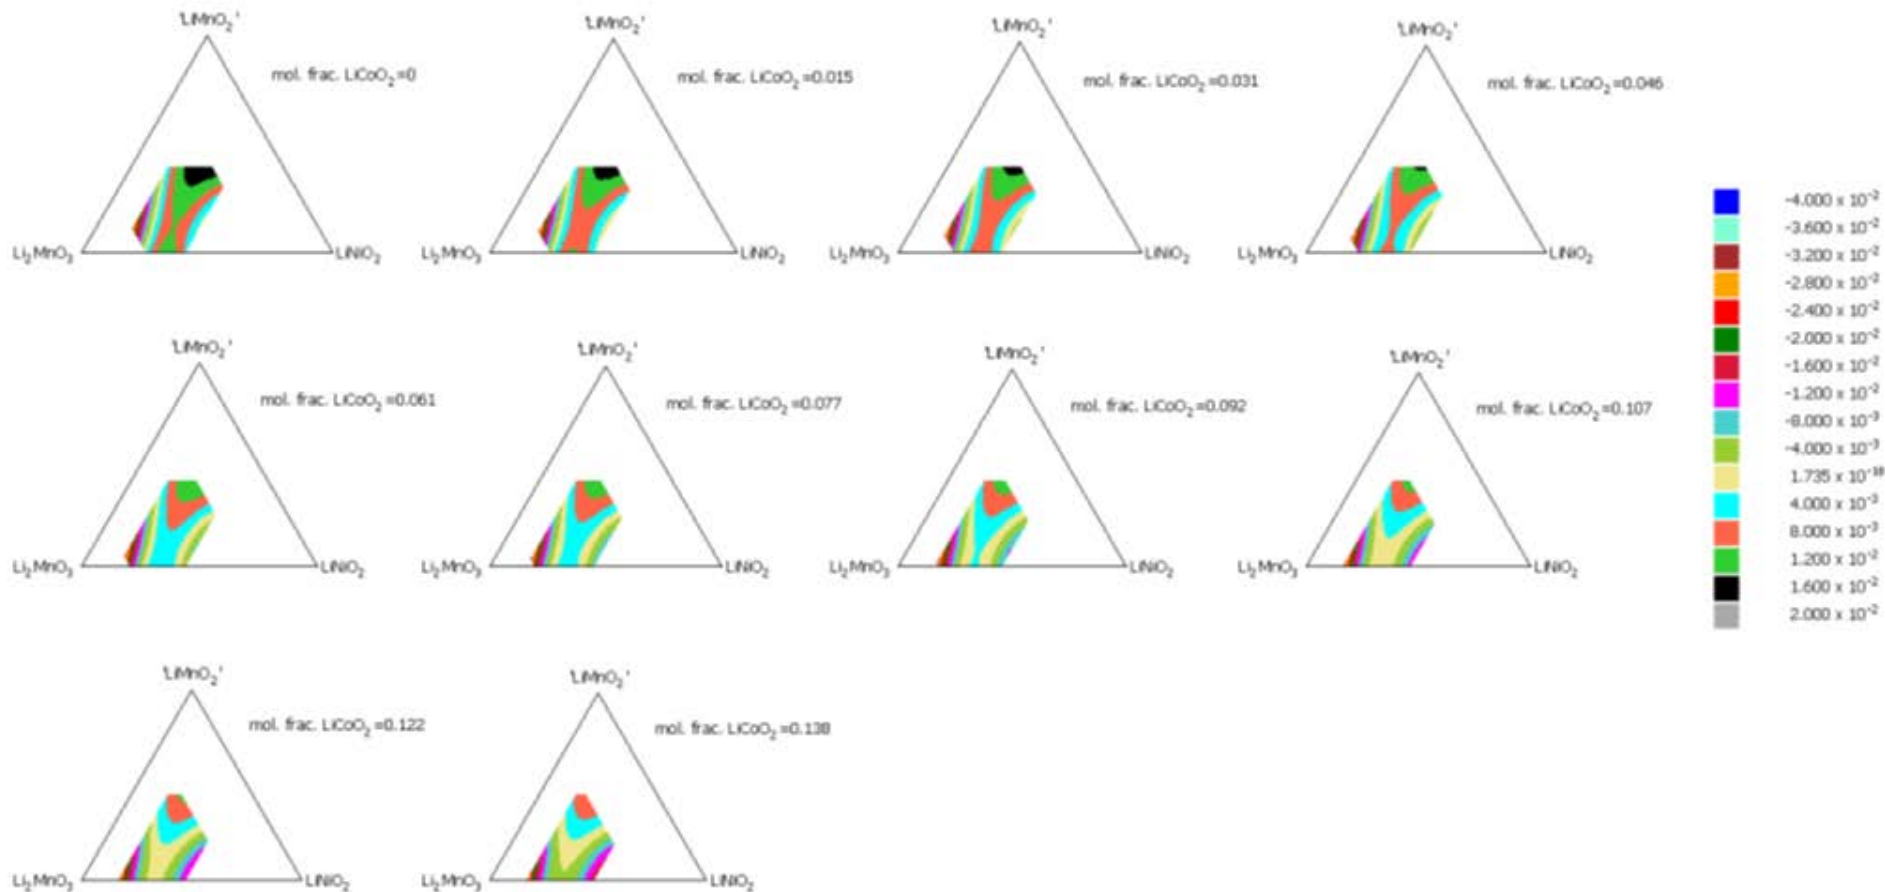 'LiMnO2'
mol. frac. LiCoO2=0
Li2MnO3
LiNiO2
'LiMnO2'
mol. frac. LiCoO2=0.015
Li2MnO3
LiNiO2
'LiMnO2'
mol. frac. LiCoO2=0.031
Li2MnO3
LiNiO2
'LiMnO2'
mol. frac. LiCoO2=0.046
Li2MnO3
LiNiO2
'LiMnO2'
mol. frac. LiCoO2=0.061
Li2MnO3
LiNiO2
'LiMnO2'
mol. frac. LiCoO2=0.077
Li2MnO3
LiNiO2
'LiMnO2'
mol. frac. LiCoO2=0.092
Li2MnO3
LiNiO2
'LiMnO2'
mol. frac. LiCoO2=0.107
Li2MnO3
LiNiO2
'LiMnO2'
mol. frac. LiCoO2=0.122
Li2MnO3
LiNiO2
'LiMnO2'
mol. frac. LiCoO2=0.138
Li2MnO3
LiNiO2
-4.000 x 10-2
-3.600 x 10-2
-3.200 x 10-2
-2.800 x 10-2
-2.400 x 10-2
-2.000 x 10-2
-1.600 x 10-2
-1.200 x 10-2
-8.000 x 10-3
-4.000 x 10-3
1.735 x 10-18
4.000 x 10-3
8.000 x 10-3
1.200 x 10-2
1.600 x 10-2
2.000 x 10-2